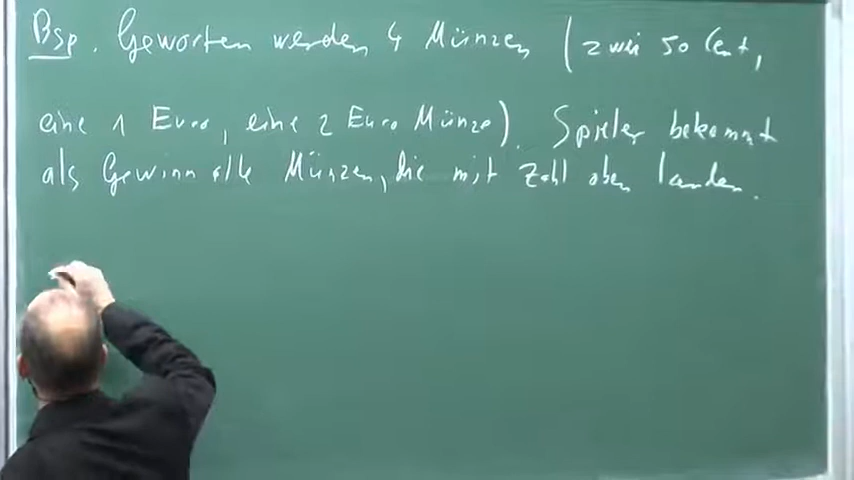 Bsp. Geworfen werden 4 Münzen (zwei 50 Cent,
eine 1 Euro, eine 2 Euro Münze). Spieler bekommt
als Gewinn alle Münzen, die mit Zahl oben landen.